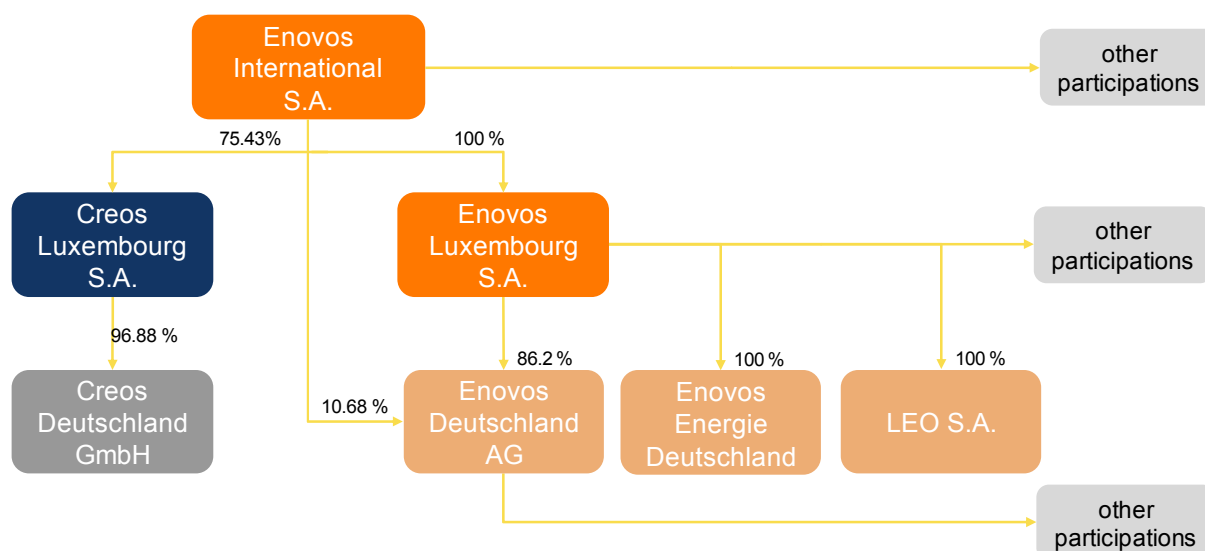 Enovos
International
S.A.
other
participations
75.43%
100 %
Creos
Luxembourg
S.A.
Enovos
Luxembourg
S.A.
other
participations
96.88 %
86.2 %
100 %
100 %
Creos
Deutschland
GmbH
10.68 %
Enovos
Deutschland
AG
Enovos
Energie
Deutschland
LEO S.A.
other
participations